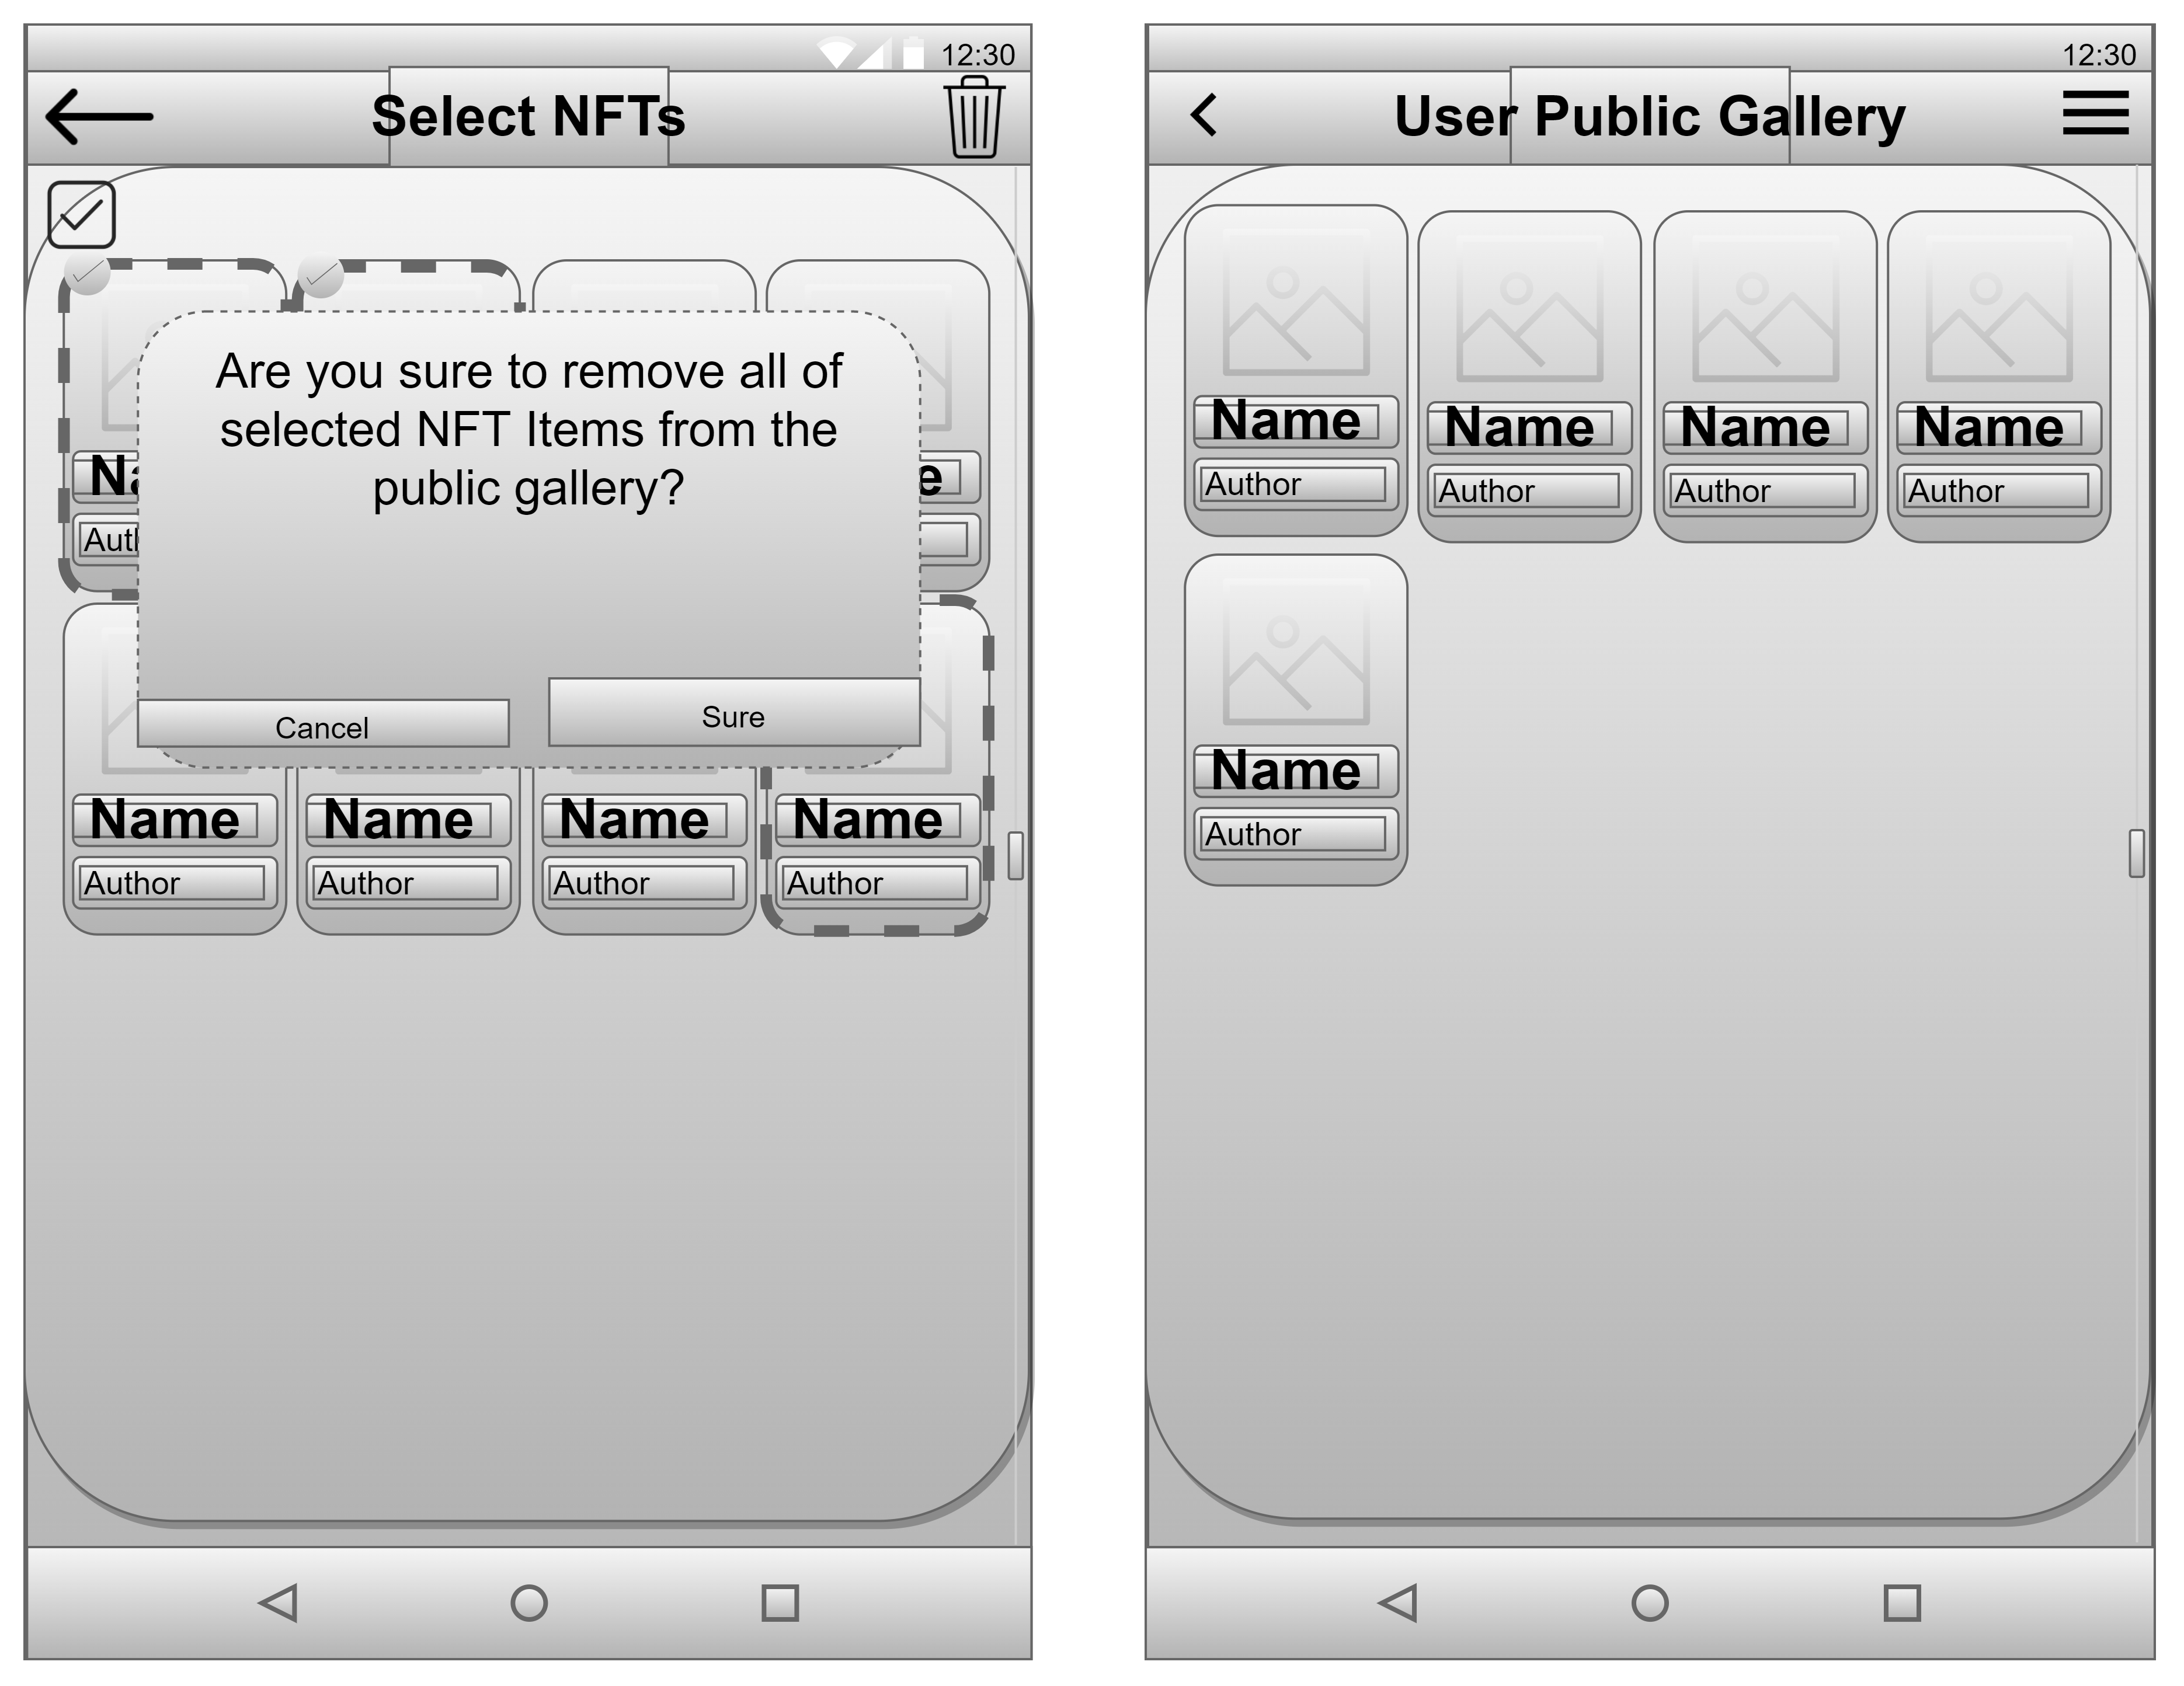 12:30
Select NFTs
Are you sure to remove all of
selected NFT Items from the
public gallery?
Cancel
Sure
Name Name Name Name
Author Author Author Author
12:30
User Public Gallery
Name Name Name Name
Author Author Author Author
Name
Author